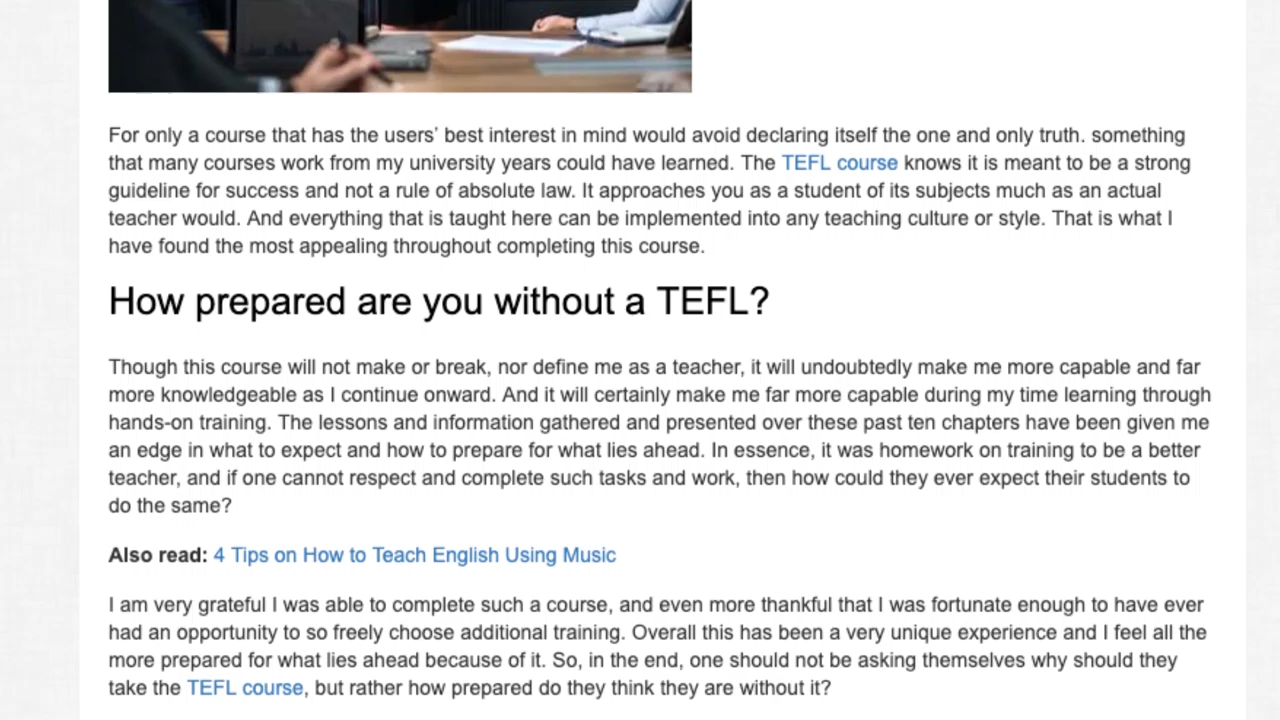 For only a course that has the users’ best interest in mind would avoid declaring itself the one and only truth. something
that many courses work from my university years could have learned. The TEFL course knows it is meant to be a strong
guideline for success and not a rule of absolute law. It approaches you as a student of its subjects much as an actual
teacher would. And everything that is taught here can be implemented into any teaching culture or style. That is what I
have found the most appealing throughout completing this course.
How prepared are you without a TEFL?
Though this course will not make or break, nor define me as a teacher, it will undoubtedly make me more capable and far
more knowledgeable as I continue onward. And it will certainly make me far more capable during my time learning through
hands-on training. The lessons and information gathered and presented over these past ten chapters have been given me
an edge in what to expect and how to prepare for what lies ahead. In essence, it was homework on training to be a better
teacher, and if one cannot respect and complete such tasks and work, then how could they ever expect their students to
do the same?
Also read: 4 Tips on How to Teach English Using Music
I am very grateful I was able to complete such a course, and even more thankful that I was fortunate enough to have ever
had an opportunity to so freely choose additional training. Overall this has been a very unique experience and I feel all the
more prepared for what lies ahead because of it. So, in the end, one should not be asking themselves why should they
take the TEFL course, but rather how prepared do they think they are without it?